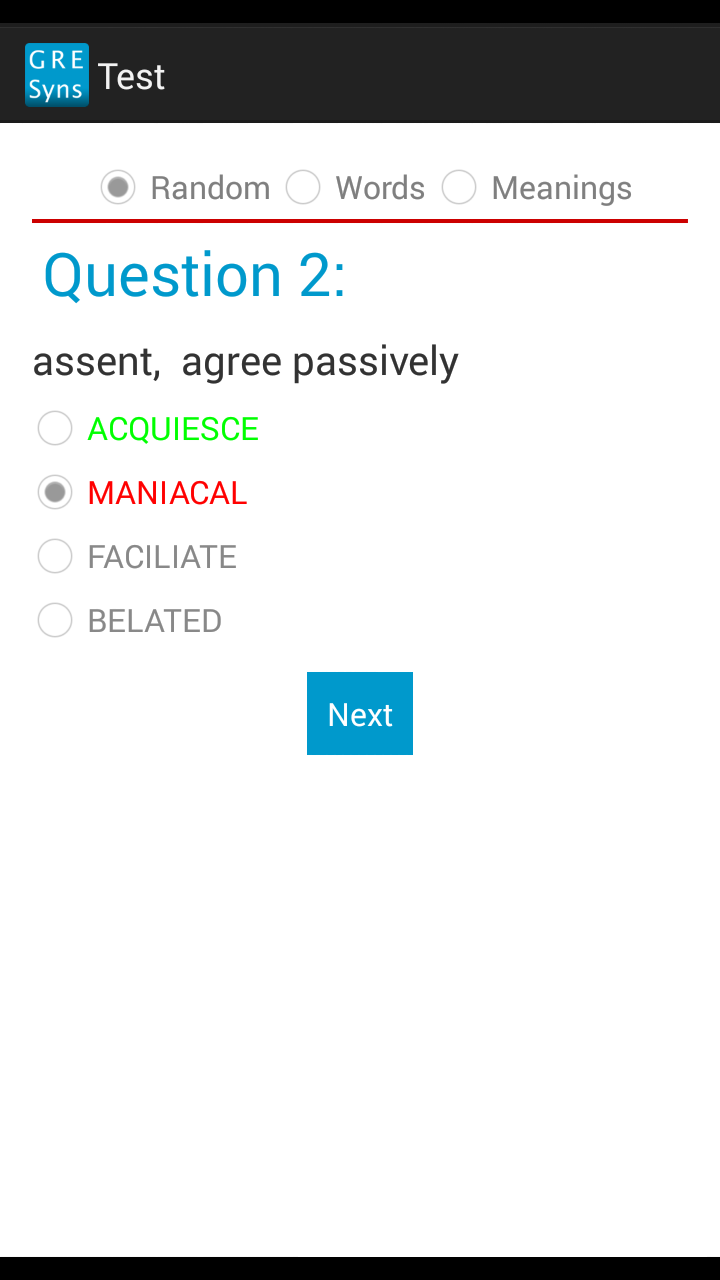 GRE
Syns
Test
Random Words Meanings
Question 2:
assent,  agree passively
ACQUIESCE
MANIACAL
FACILIATE
BELATED
Next